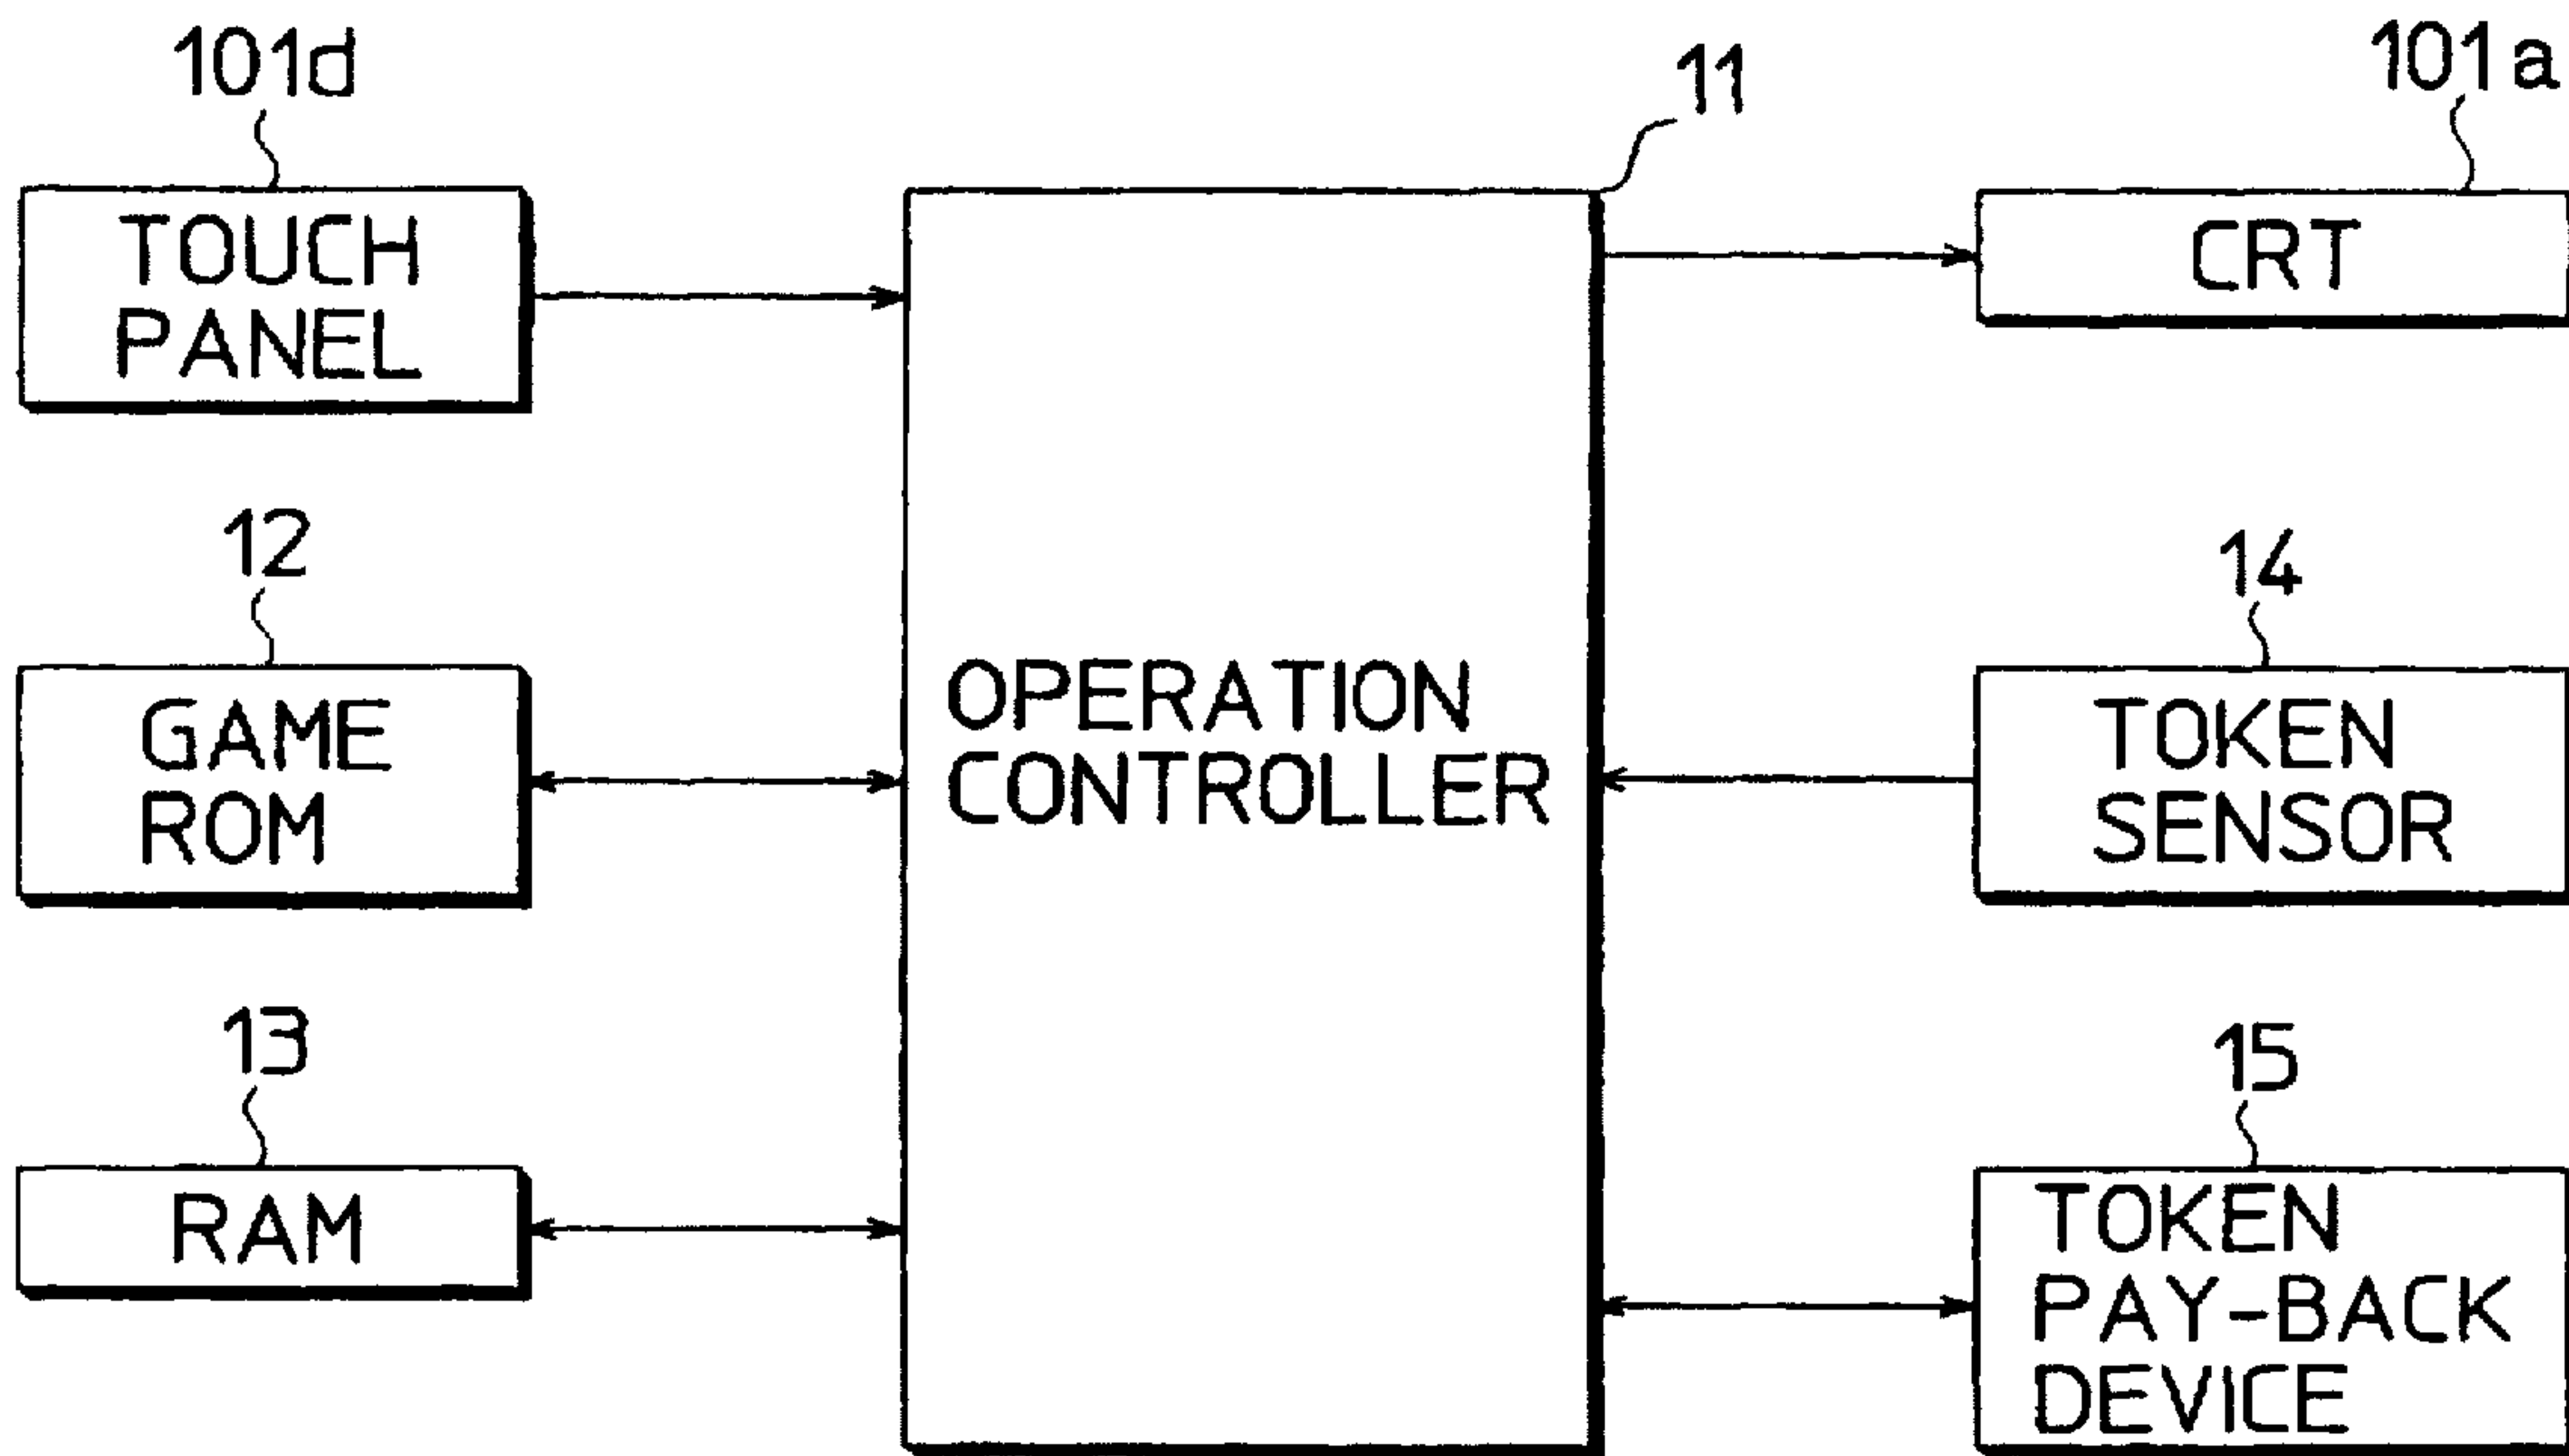 101d
TOUCH
PANEL
12
GAME
ROM
13
RAM
11
OPERATION
CONTROLLER
101a
CRT
14
TOKEN
SENSOR
15
TOKEN
PAY-BACK
DEVICE